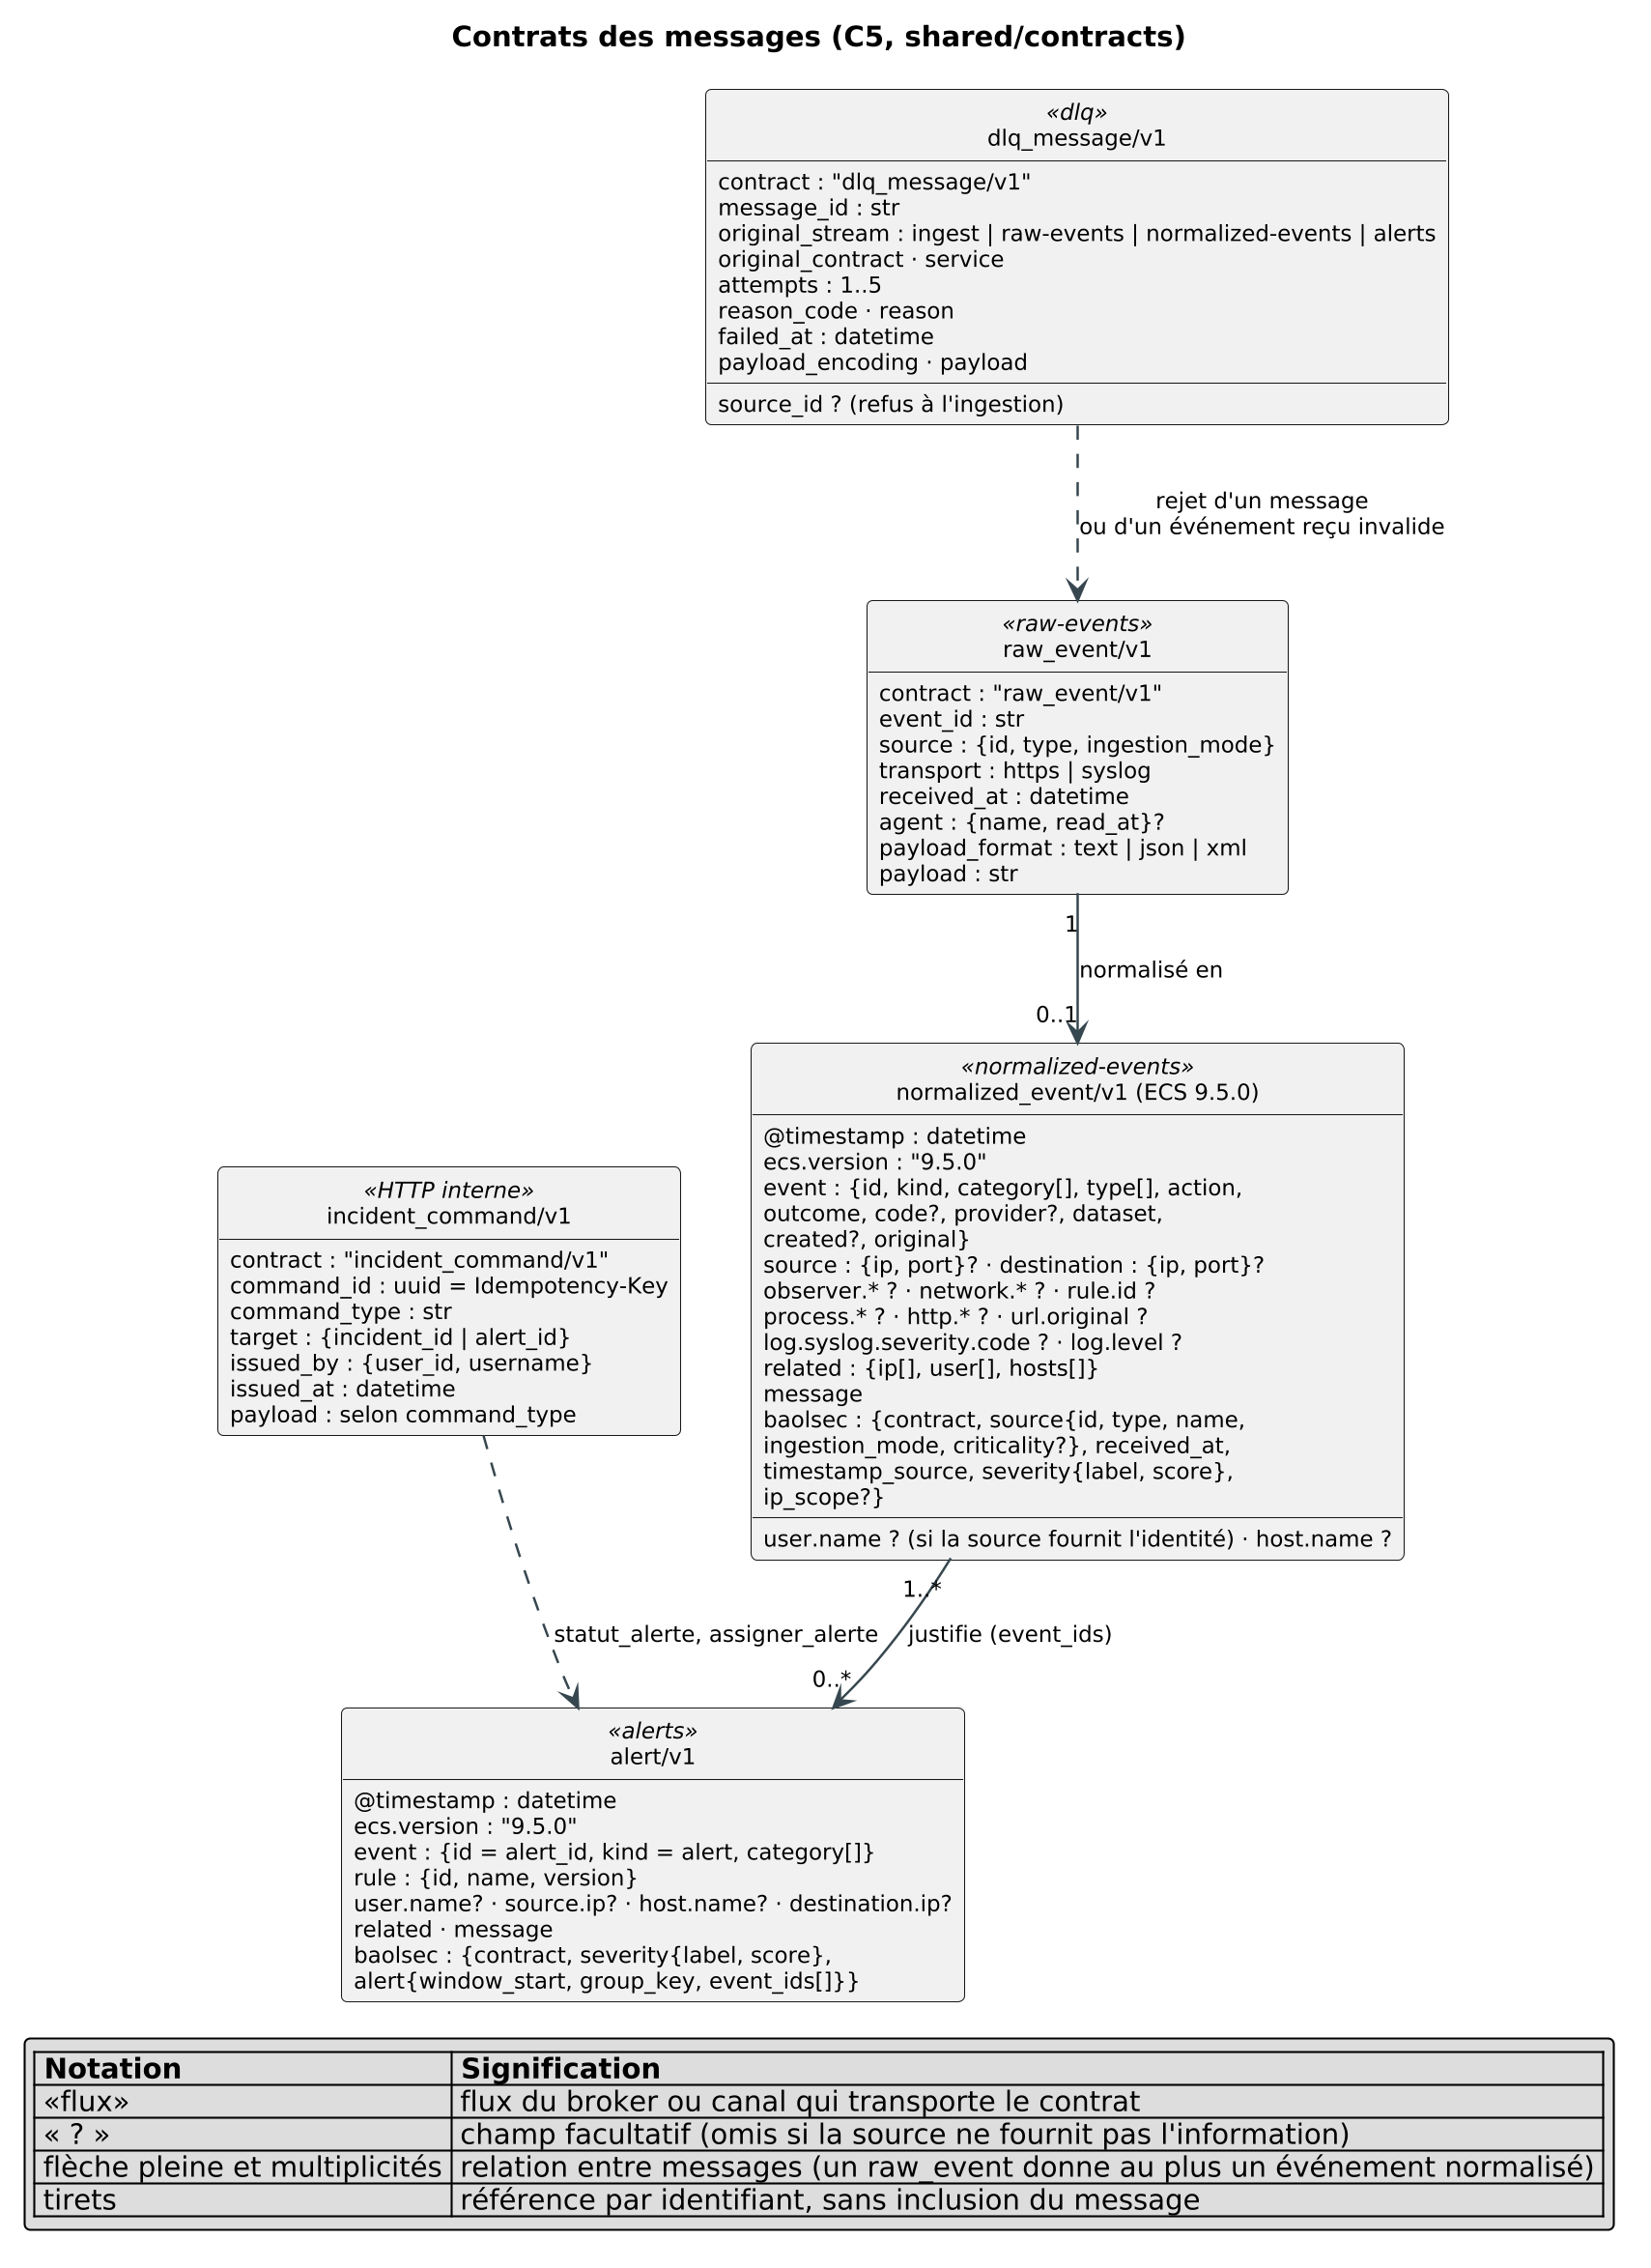 Contrats des messages (C5, shared/contracts)
«dlq»
dlq_message/v1
contract : "dlq_message/v1"
message_id : str
original_stream : ingest | raw-events | normalized-events | alerts
original_contract · service
attempts : 1..5
reason_code · reason
failed_at : datetime
payload_encoding · payload
source_id ? (refus à l'ingestion)
rejet d'un message
ou d'un événement reçu invalide
«raw-events»
raw_event/v1
contract : "raw_event/v1"
event_id : str
source : {id, type, ingestion_mode}
transport : https | syslog
received_at : datetime
agent : {name, read_at}?
payload_format : text | json | xml
payload : str
1
normalisé en
0..1
«normalized-events»
normalized_event/v1 (ECS 9.5.0)
@timestamp : datetime
ecs.version : "9.5.0"
event : {id, kind, category[], type[], action,
outcome, code?, provider?, dataset,
created?, original}
source : {ip, port}? · destination : {ip, port}?
observer.* ? · network.* ? · rule.id ?
process.* ? · http.* ? · url.original ?
log.syslog.severity.code ? · log.level ?
related : {ip[], user[], hosts[]}
message
baolsec : {contract, source{id, type, name,
ingestion_mode, criticality?}, received_at,
timestamp_source, severity{label, score},
ip_scope?}
user.name ? (si la source fournit l'identité) · host.name ?
«HTTP interne»
incident_command/v1
contract : "incident_command/v1"
command_id : uuid = Idempotency-Key
command_type : str
target : {incident_id | alert_id}
issued_by : {user_id, username}
issued_at : datetime
payload : selon command_type
1..*
statut_alerte, assigner_alerte
justifie (event_ids)
0..*
«alerts»
alert/v1
@timestamp : datetime
ecs.version : "9.5.0"
event : {id = alert_id, kind = alert, category[]}
rule : {id, name, version}
user.name? · source.ip? · host.name? · destination.ip?
related · message
baolsec : {contract, severity{label, score},
alert{window_start, group_key, event_ids[]}}
Notation Signification
«flux» flux du broker ou canal qui transporte le contrat
« ? » champ facultatif (omis si la source ne fournit pas l'information)
flèche pleine et multiplicités relation entre messages (un raw_event donne au plus un événement normalisé)
tirets référence par identifiant, sans inclusion du message